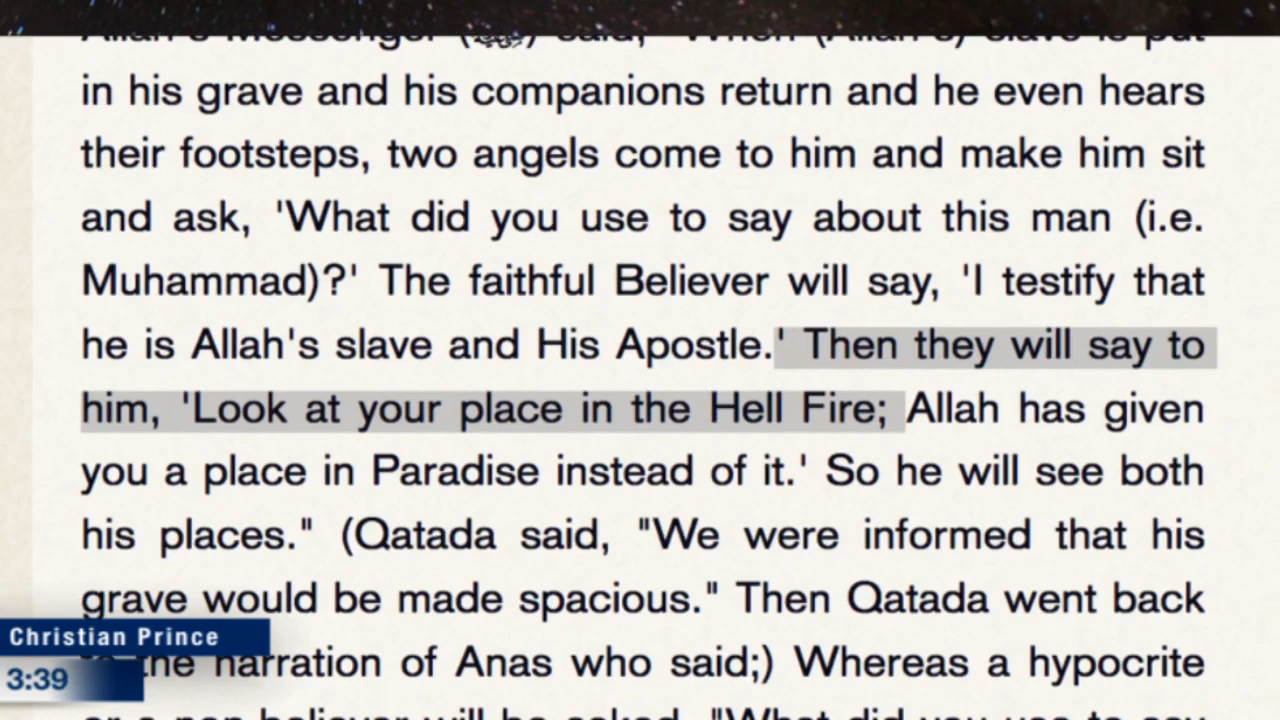 in his grave and his companions return and he even hears
their footsteps, two angels come to him and make him sit
and ask, 'What did you use to say about this man (i.e.
Muhammad)?' The faithful Believer will say, 'I testify that
he is Allah's slave and His Apostle.' Then they will say to
him, 'Look at your place in the Hell Fire; Allah has given
you a place in Paradise instead of it.' So he will see both
his places." (Qatada said, "We were informed that his
grave would be made spacious." Then Qatada went back
Christian Prince
the narration of Anas who said;) Whereas a hypocrite
3:39